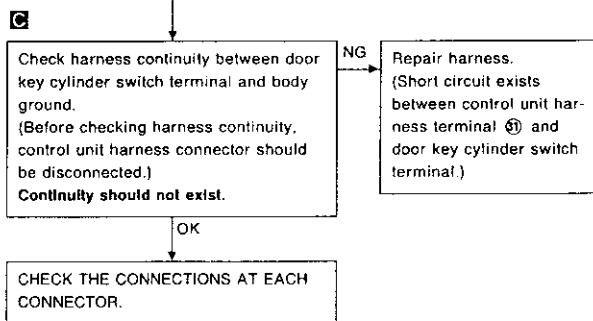 C
Check harness continuity between door
key cylinder switch terminal and body
ground.
(Before checking harness continuity,
control unit harness connector should
be disconnected.)
Continuity should not exist.
NG
Repair harness.
(Short circuit exists
between control unit har-
ness terminal ㉛ and
door key cylinder switch
terminal.)
OK
CHECK THE CONNECTIONS AT EACH
CONNECTOR.